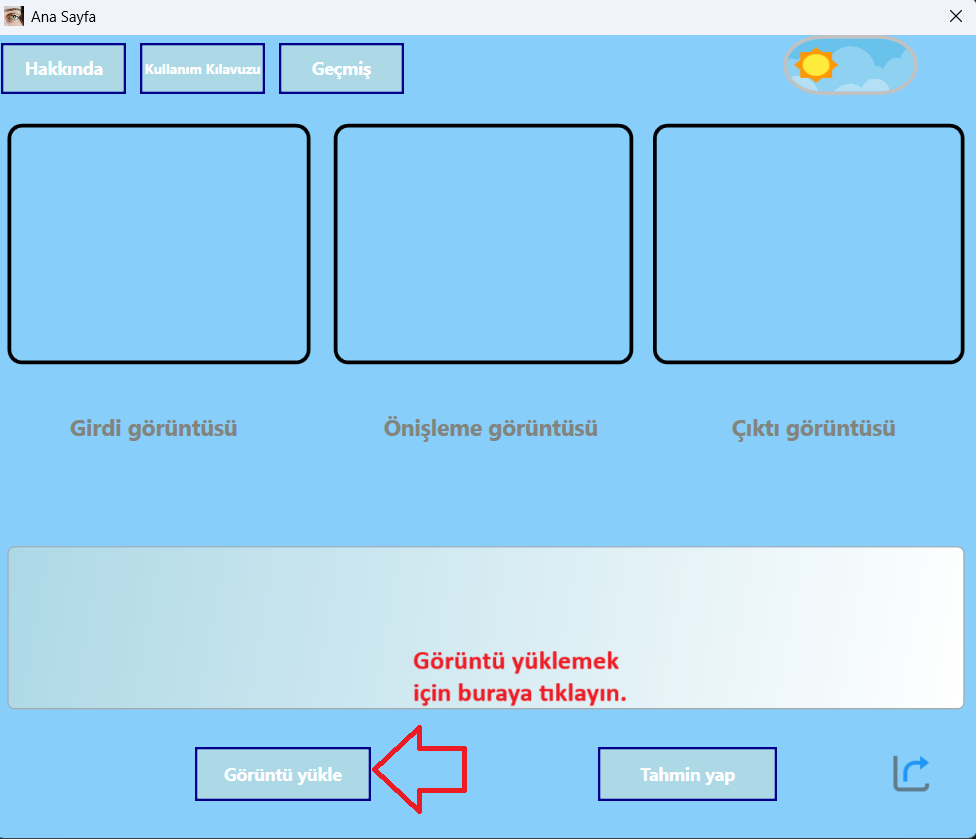 Ana Sayfa
Hakkında
Kullanım Kılavuzu
Geçmiş
Girdi görüntüsü
Önişleme görüntüsü
Çıktı görüntüsü
Görüntü yüklemek
için buraya tıklayın.
Görüntü yükle
Tahmin yap